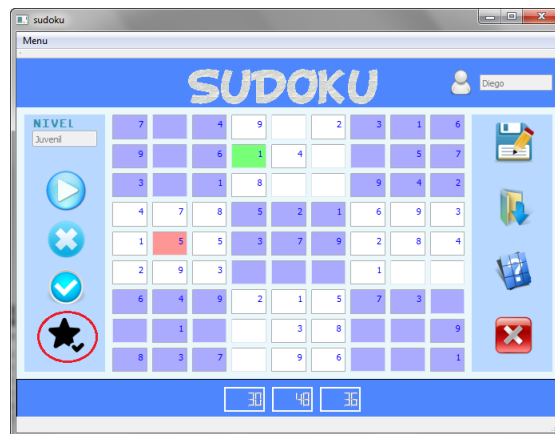 sudoku
Menu
SUDOKU
Diego
NIVEL
Juvenil
7 4 9 2 3 1 6
9 6 1 4 5 7
3 1 8 9 4 2
4 7 8 5 2 1 6 9 3
1 5 5 3 7 9 2 8 4
2 9 3 1
6 4 9 2 1 5 7 3
1 3 8 9
8 3 7 9 6 1
?
30 48 36